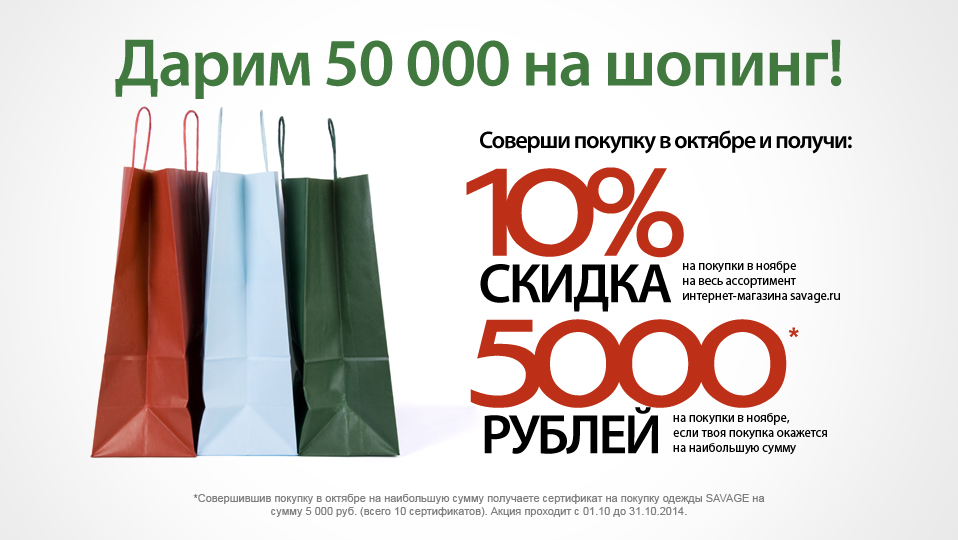 Дарим 50 000 на шопинг!
Соверши покупку в октябре и получи:
10%
СКИДКА
на покупки в ноябре
на весь ассортимент
интернет-магазина savage.ru
5000*
РУБЛЕЙ
на покупки в ноябре,
если твоя покупка окажется
на наибольшую сумму
*Совершившив покупку в октябре на наибольшую сумму получаете сертификат на покупку одежды SAVAGE на
сумму 5 000 руб. (всего 10 сертификатов). Акция проходит с 01.10 до 31.10.2014.